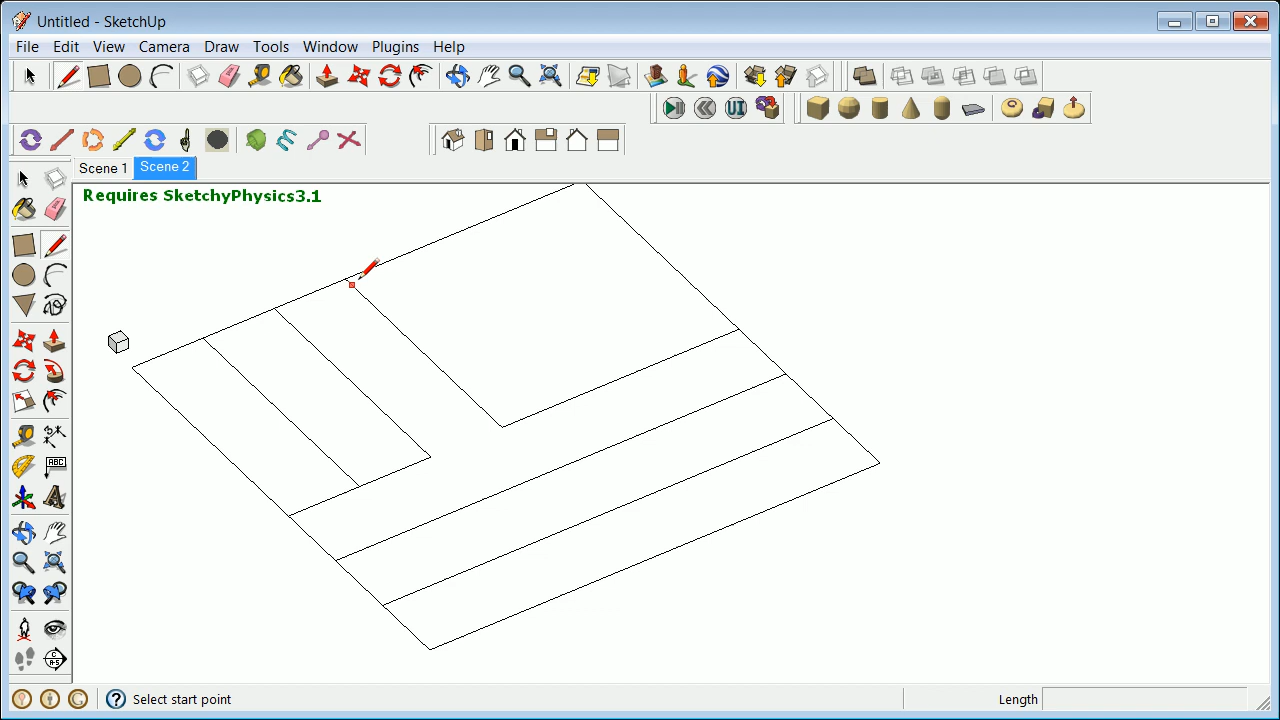 Untitled - SketchUp
File Edit View Camera Draw Tools Window Plugins Help
UI
Scene 1 Scene 2
Requires SketchyPhysics3.1
ABC
Select start point
Length